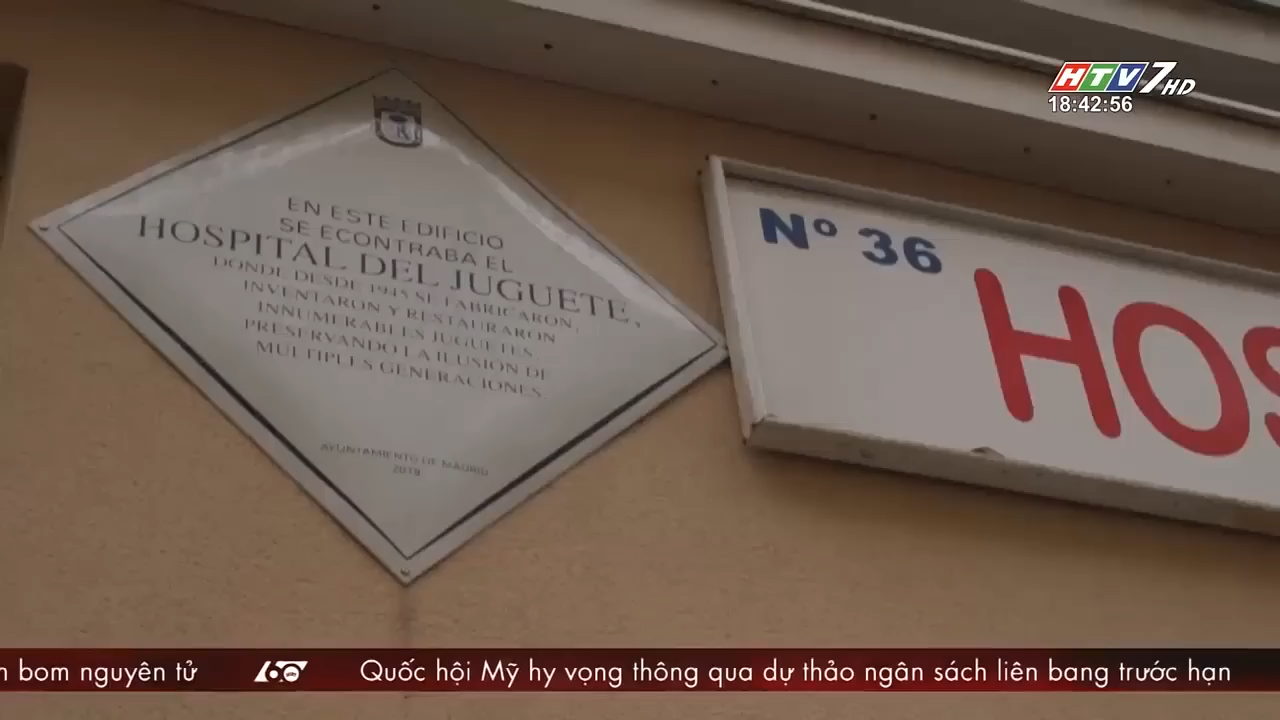 HTV7 HD
18:42:56
EN ESTE EDIFICIO
SE ECONTRABA EL
HOSPITAL DEL JUGUETE,
DONDE DESDE 1945 SE FABRICARON,
INVENTARON Y RESTAURARON
INNUMERABLES JUGUETES,
PRESERVANDO LA ILUSIÓN DE
MÚLTIPLES GENERACIONES
AYUNTAMIENTO DE MADRID
2018
Nº 36
HOS
bom nguyên tử
60
Quốc hội Mỹ hy vọng thông qua dự thảo ngân sách liên bang trước hạn